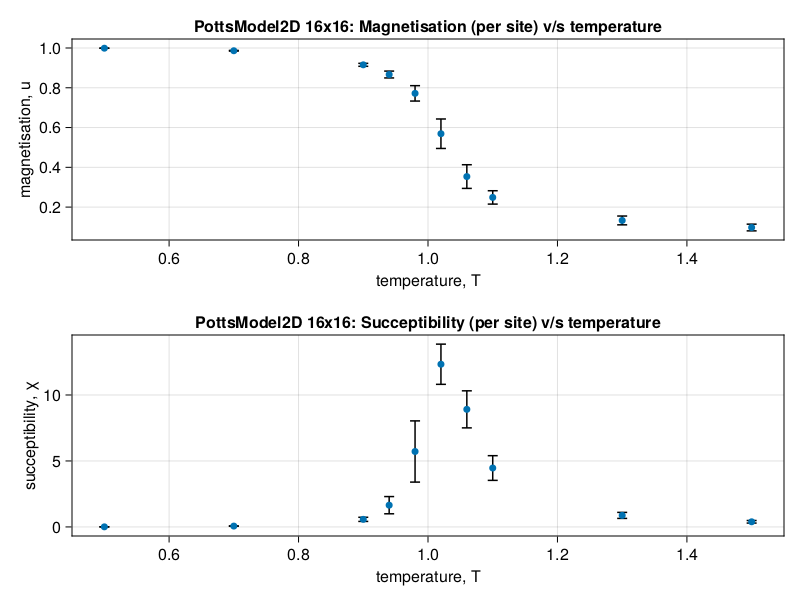 PottsModel2D 16x16: Magnetisation (per site) v/s temperature
magnetisation, u
1.0
0.8
0.6
0.4
0.2
0.6 0.8 1.0 1.2 1.4
temperature, T
PottsModel2D 16x16: Succeptibility (per site) v/s temperature
succeptibility, χ
10
5
0
0.6 0.8 1.0 1.2 1.4
temperature, T